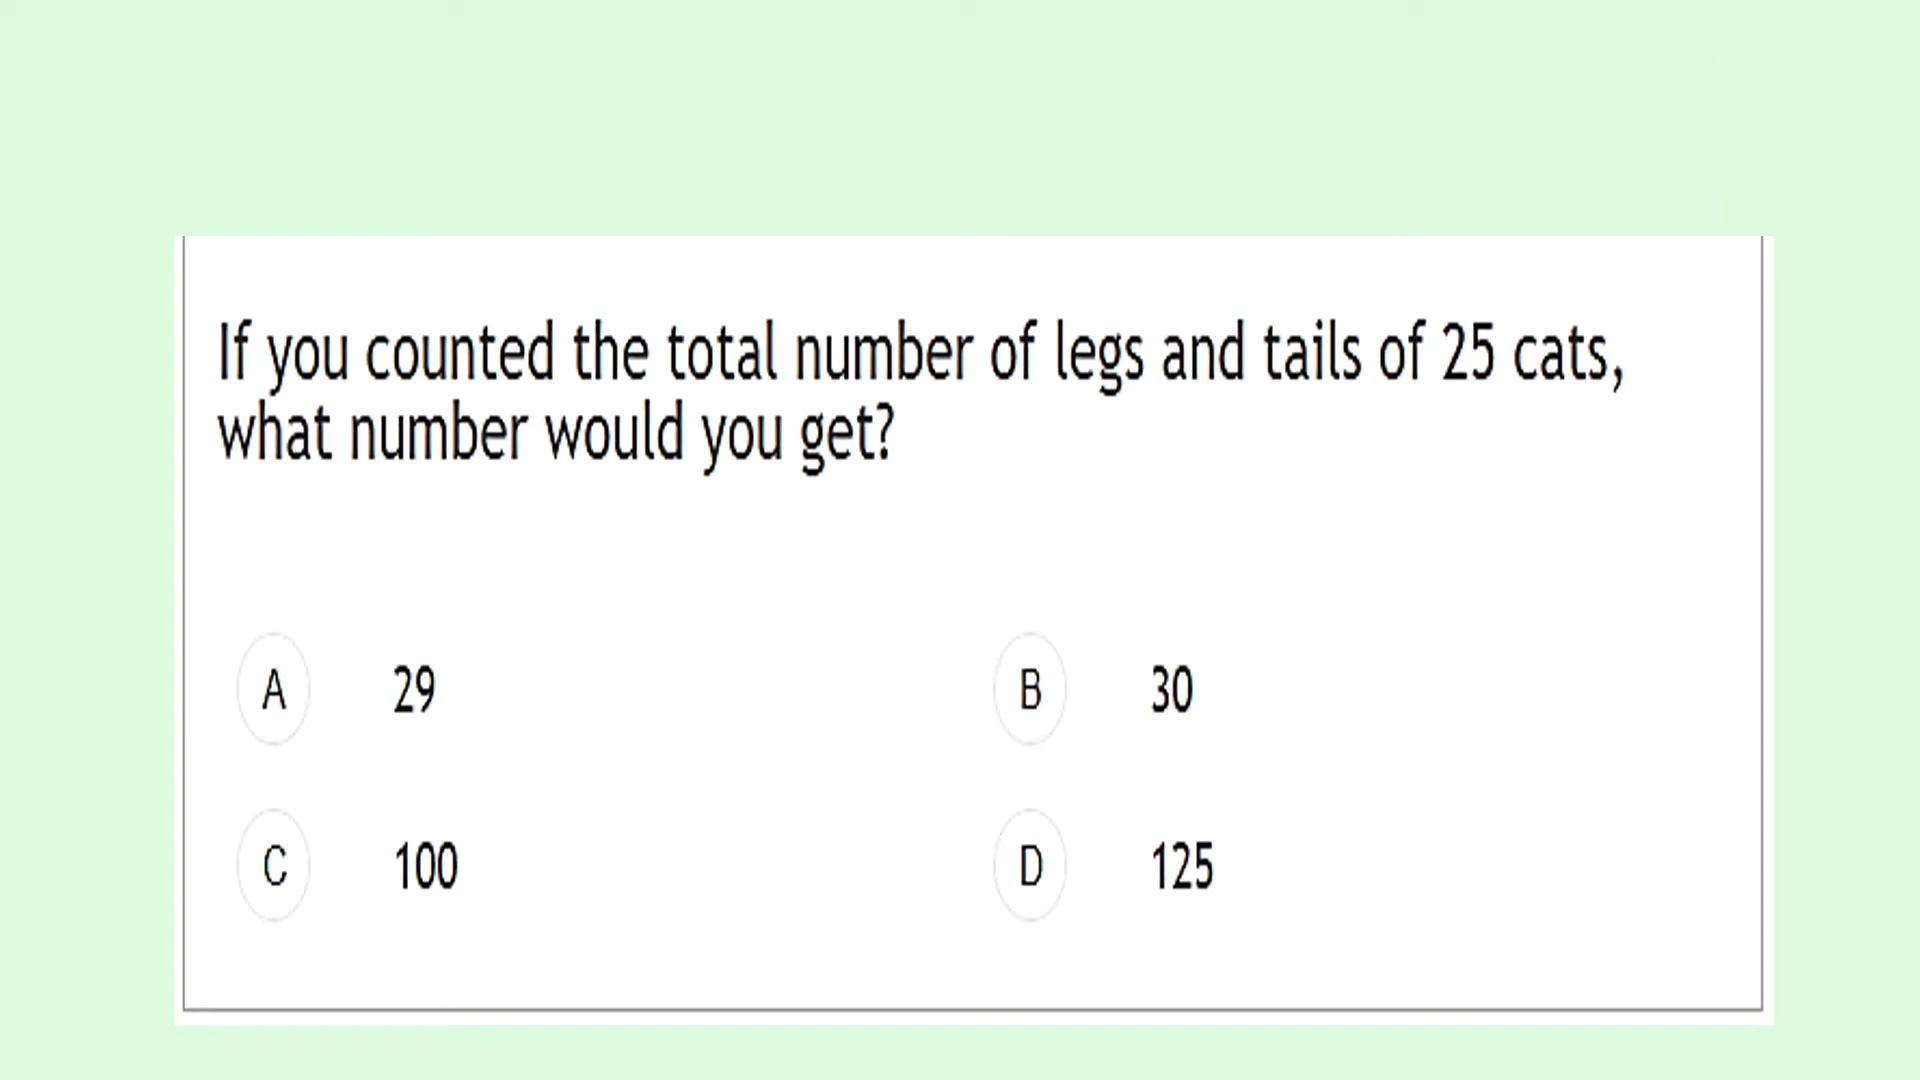 If you counted the total number of legs and tails of 25 cats,
what number would you get?
A 29 B 30
C 100 D 125